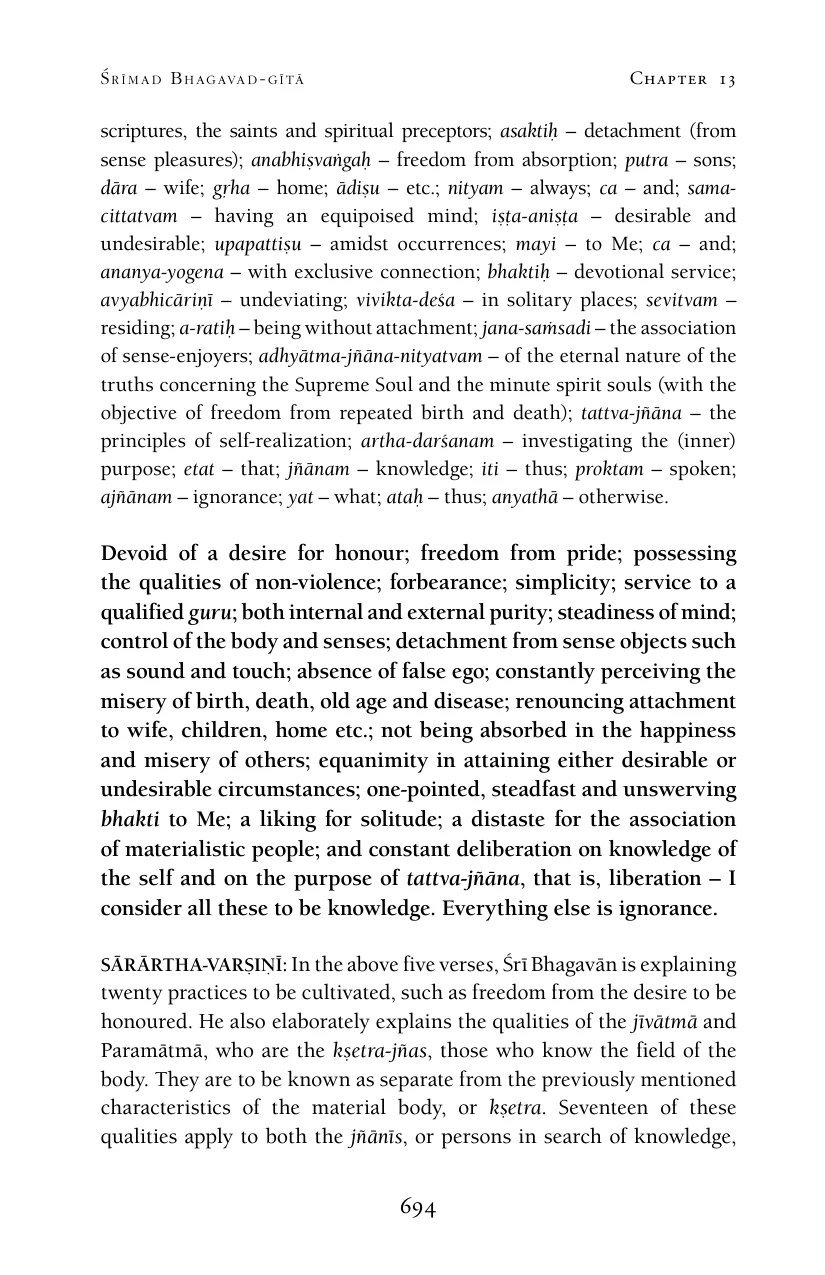 Śrīmad Bhagavad-gītā Chapter 13
scriptures, the saints and spiritual preceptors; asaktiḥ – detachment (from
sense pleasures); anabhiṣvaṅgaḥ – freedom from absorption; putra – sons;
dāra – wife; gṛha – home; ādiṣu – etc.; nityam – always; ca – and; sama-
cittatvam – having an equipoised mind; iṣṭa-aniṣṭa – desirable and
undesirable; upapattiṣu – amidst occurrences; mayi – to Me; ca – and;
ananya-yogena – with exclusive connection; bhaktiḥ – devotional service;
avyabhicāriṇī – undeviating; vivikta-deśa – in solitary places; sevitvam –
residing; a-ratiḥ – being without attachment; jana-saṁsadi – the association
of sense-enjoyers; adhyātma-jñāna-nityatvam – of the eternal nature of the
truths concerning the Supreme Soul and the minute spirit souls (with the
objective of freedom from repeated birth and death); tattva-jñāna – the
principles of self-realization; artha-darśanam – investigating the (inner)
purpose; etat – that; jñānam – knowledge; iti – thus; proktam – spoken;
ajñānam – ignorance; yat – what; ataḥ – thus; anyathā – otherwise.
Devoid of a desire for honour; freedom from pride; possessing
the qualities of non-violence; forbearance; simplicity; service to a
qualified guru; both internal and external purity; steadiness of mind;
control of the body and senses; detachment from sense objects such
as sound and touch; absence of false ego; constantly perceiving the
misery of birth, death, old age and disease; renouncing attachment
to wife, children, home etc.; not being absorbed in the happiness
and misery of others; equanimity in attaining either desirable or
undesirable circumstances; one-pointed, steadfast and unswerving
bhakti to Me; a liking for solitude; a distaste for the association
of materialistic people; and constant deliberation on knowledge of
the self and on the purpose of tattva-jñāna, that is, liberation – I
consider all these to be knowledge. Everything else is ignorance.
SĀRĀRTHA-VARṢIṆĪ: In the above five verses, Śrī Bhagavān is explaining
twenty practices to be cultivated, such as freedom from the desire to be
honoured. He also elaborately explains the qualities of the jīvātmā and
Paramātmā, who are the kṣetra-jñas, those who know the field of the
body. They are to be known as separate from the previously mentioned
characteristics of the material body, or kṣetra. Seventeen of these
qualities apply to both the jñānīs, or persons in search of knowledge,
694